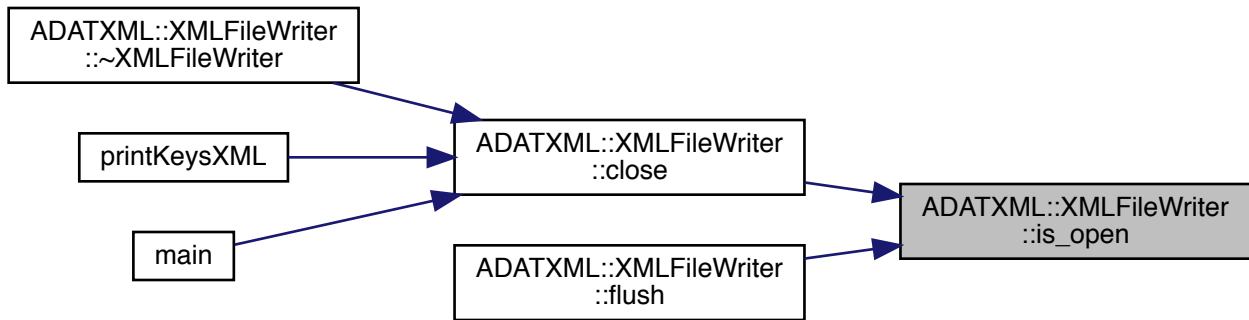 ADATXML::XMLFileWriter
::~XMLFileWriter
printKeysXML
main
ADATXML::XMLFileWriter
::close
ADATXML::XMLFileWriter
::flush
ADATXML::XMLFileWriter
::is_open